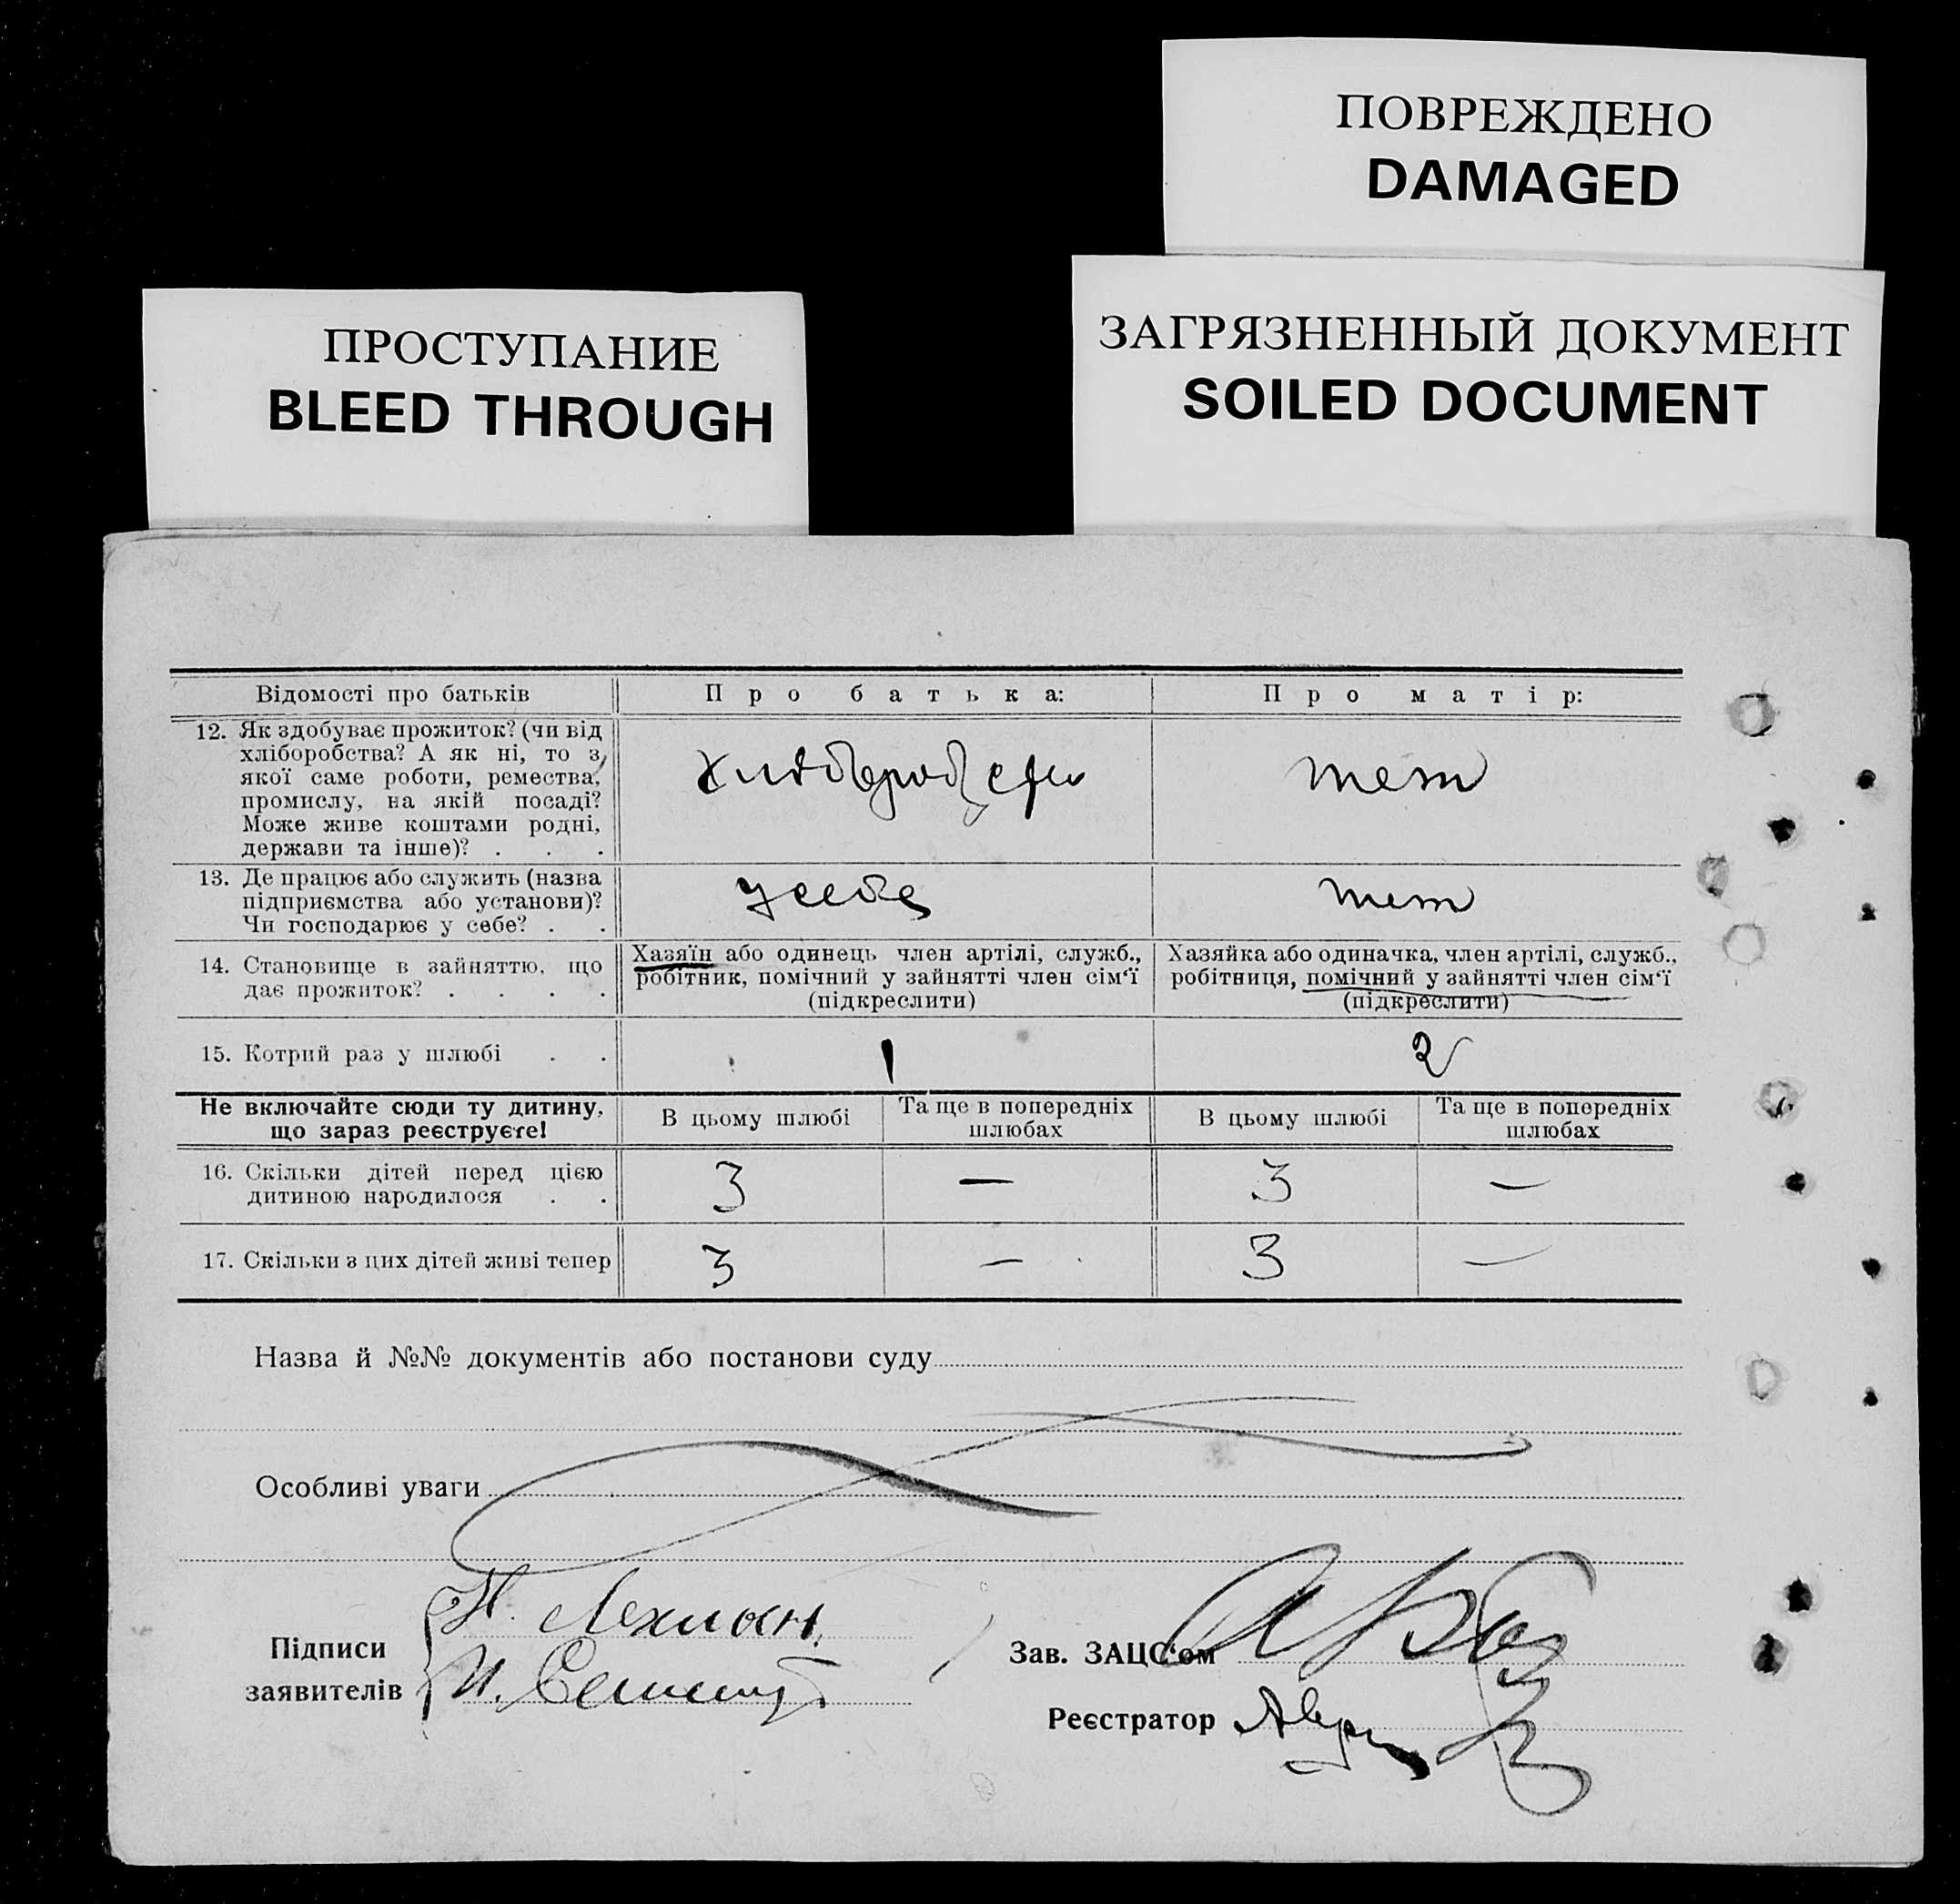 ПОВРЕЖДЕНО
DAMAGED
ПРОСТУПАНИЕ
BLEED THROUGH
ЗАГРЯЗНЕННЫЙ ДОКУМЕНТ
SOILED DOCUMENT
Відомості про батьків
Про батька:
Про матір:
12. Як здобуває прожиток? (чи від
хліборобства? А як ні, то з
якої саме роботи, ремества,
промислу, на якій посаді?
Може живе коштами родні,
держави та інше)? . . .
теж
13. Де працює або служить (назва
підприємства або установи)?
Чи господарює у себе? . .
у себе
теж
14. Становище в зайняттю, що
дає прожиток? . . . .
Хазяїн або одинець член артілі, служб.,
робітник, помічний у зайнятті член сім'ї
(підкреслити)
Хазяйка або одиначка, член артілі, служб.,
робітниця, помічний у зайнятті член сім'ї
(підкреслити)
15. Котрий раз у шлюбі . .
1
2
Не включайте сюди ту дитину,
що зараз реєструєте!
В цьому шлюбі
Та ще в попередніх
шлюбах
В цьому шлюбі
Та ще в попередніх
шлюбах
16. Скільки дітей перед цією
дитиною народилося . .
3 — 3 —
17. Скільки з цих дітей живі тепер
3 — 3 —
Назва й №№ документів або постанови суду
Особливі уваги
Підписи
заявителів
Зав. ЗАЦС'ом
Реєстратор